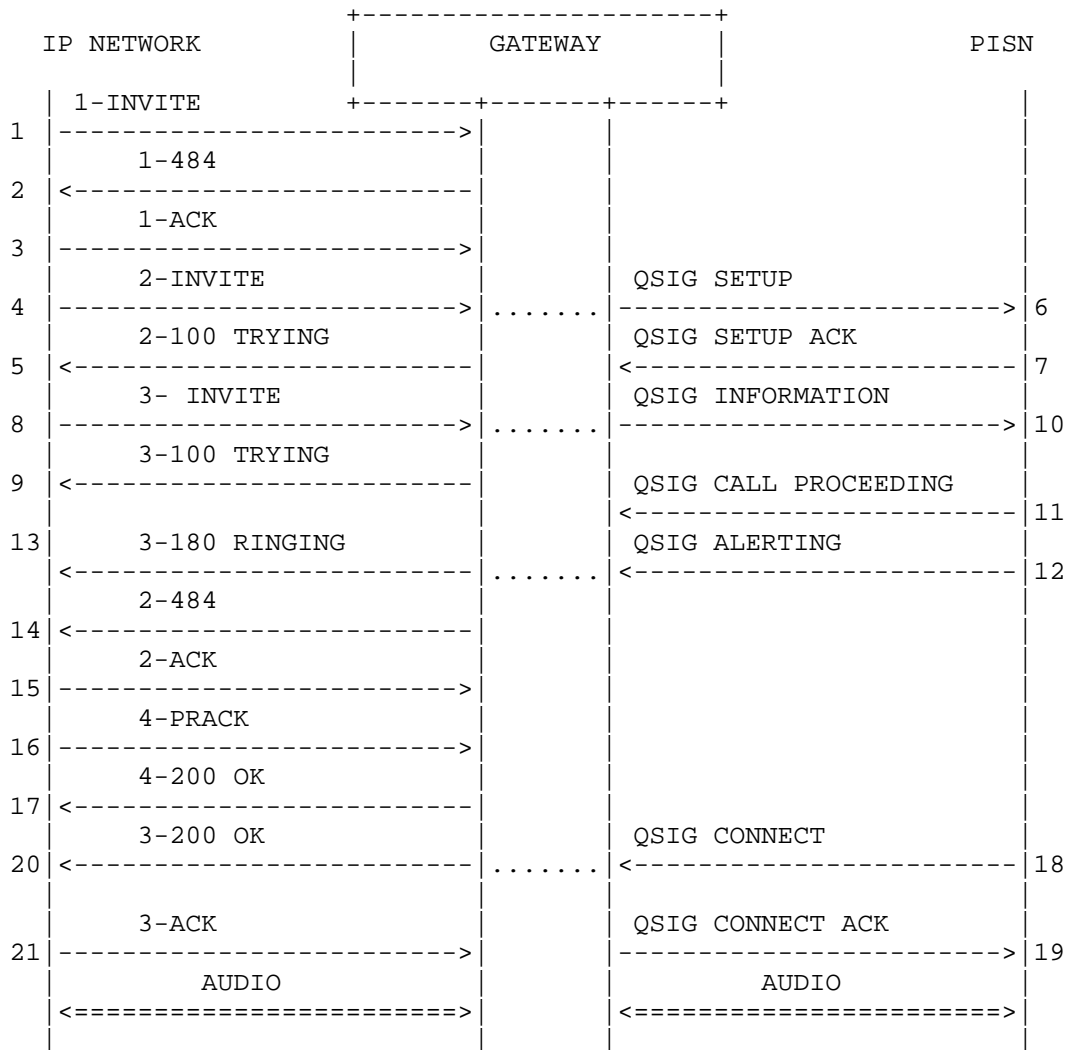 IP NETWORK GATEWAY PISN
1-INVITE
1
1-484
2
1-ACK
3
2-INVITE QSIG SETUP
4 ....... 6
2-100 TRYING QSIG SETUP ACK
5 7
3- INVITE QSIG INFORMATION
8 ....... 10
3-100 TRYING
9 QSIG CALL PROCEEDING
11
13 3-180 RINGING QSIG ALERTING
....... 12
2-484
14
2-ACK
15
4-PRACK
16
4-200 OK
17
3-200 OK QSIG CONNECT
20 ....... 18
3-ACK QSIG CONNECT ACK
21 19
AUDIO AUDIO